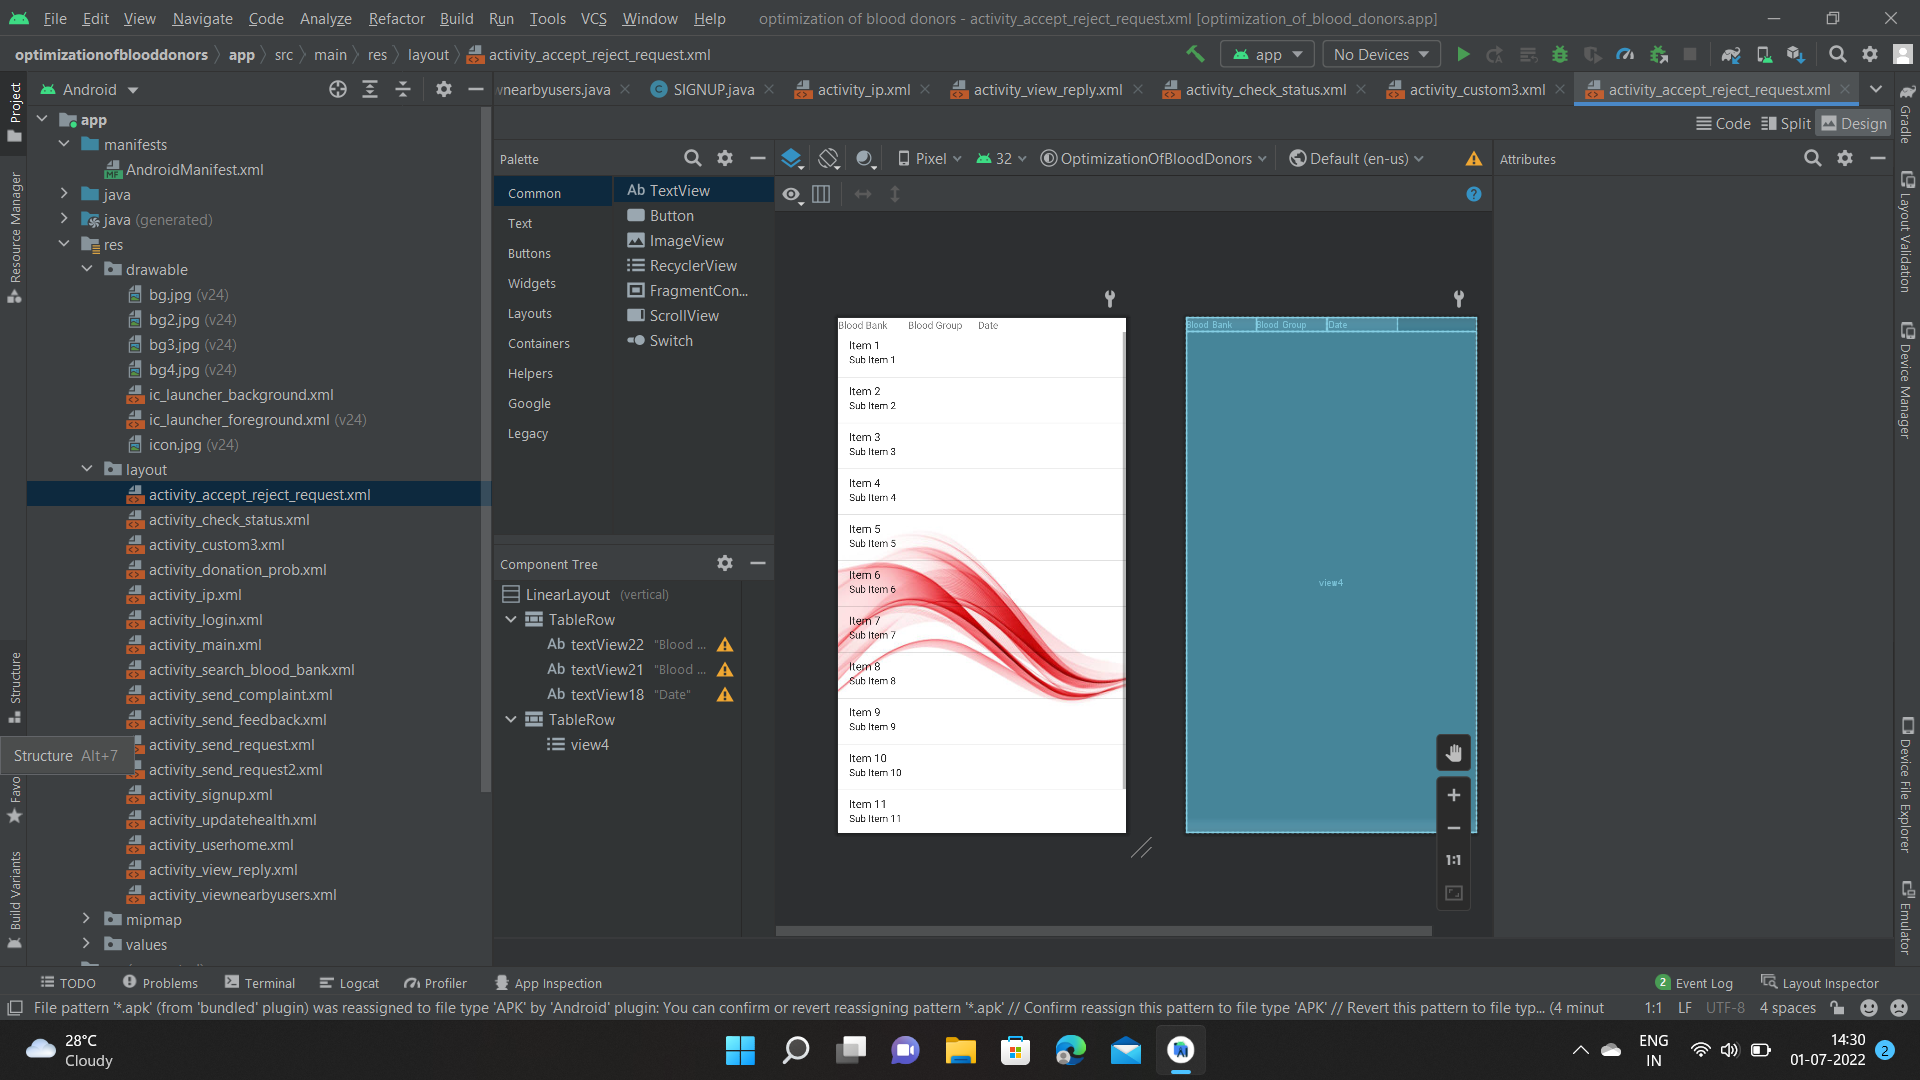 File Edit View Navigate Code Analyze Refactor Build Run Tools VCS Window Help optimization of blood donors - activity_accept_reject_request.xml [optimization_of_blood_donors.app]
optimizationofblooddonors app src main res layout activity_accept_reject_request.xml app No Devices
Project
Android
vnearbyusers.java SIGNUP.java activity_ip.xml activity_view_reply.xml activity_check_status.xml activity_custom3.xml activity_accept_reject_request.xml
Code Split Design
app
manifests
AndroidManifest.xml
java
java (generated)
res
drawable
bg.jpg (v24)
bg2.jpg (v24)
bg3.jpg (v24)
bg4.jpg (v24)
ic_launcher_background.xml
ic_launcher_foreground.xml (v24)
icon.jpg (v24)
layout
activity_accept_reject_request.xml
activity_check_status.xml
activity_custom3.xml
activity_donation_prob.xml
activity_ip.xml
activity_login.xml
activity_main.xml
activity_search_blood_bank.xml
activity_send_complaint.xml
activity_send_feedback.xml
activity_send_request.xml
activity_send_request2.xml
activity_signup.xml
activity_updatehealth.xml
activity_userhome.xml
activity_view_reply.xml
activity_viewnearbyusers.xml
mipmap
values
Resource Manager
Structure
Structure Alt+7
Favo
Build Variants
Palette
Common
Text
Buttons
Widgets
Layouts
Containers
Helpers
Google
Legacy
Ab TextView
Button
ImageView
RecyclerView
FragmentCon...
ScrollView
Switch
Component Tree
LinearLayout (vertical)
TableRow
Ab textView22 "Blood ...
Ab textView21 "Blood ...
Ab textView18 "Date"
TableRow
view4
Pixel 32 OptimizationOfBloodDonors Default (en-us)
Blood Bank Blood Group Date
Item 1
Sub Item 1
Item 2
Sub Item 2
Item 3
Sub Item 3
Item 4
Sub Item 4
Item 5
Sub Item 5
Item 6
Sub Item 6
Item 7
Sub Item 7
Item 8
Sub Item 8
Item 9
Sub Item 9
Item 10
Sub Item 10
Item 11
Sub Item 11
Blood Bank Blood Group Date
view4
1:1
Attributes
Gradle
Layout Validation
Device Manager
Device File Explorer
Emulator
TODO Problems Terminal Logcat Profiler App Inspection 2 Event Log Layout Inspector
File pattern '*.apk' (from 'bundled' plugin) was reassigned to file type 'APK' by 'Android' plugin: You can confirm or revert reassigning pattern '*.apk' // Confirm reassign this pattern to file type 'APK' // Revert this pattern to file typ... (4 minut 1:1 LF UTF-8 4 spaces
28°C
Cloudy
ENG
IN
14:30
01-07-2022
2